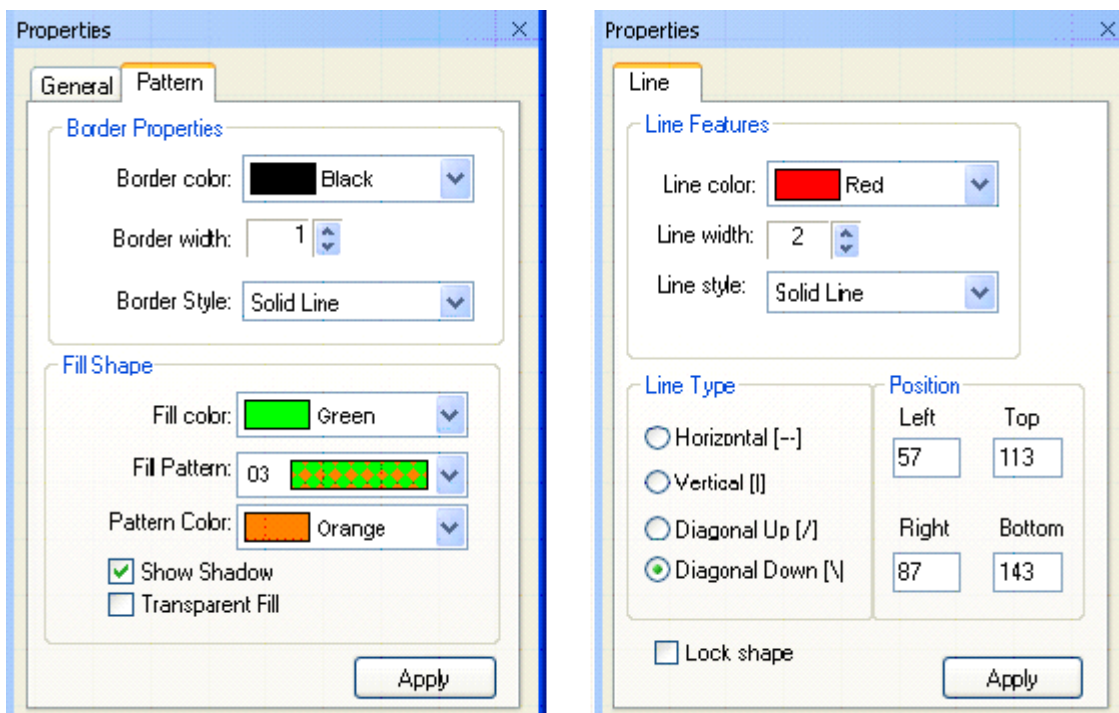 Properties
General Pattern
Border Properties
Border color: Black
Border width: 1
Border Style: Solid Line
Fill Shape
Fill color: Green
Fill Pattern: 03
Pattern Color: Orange
Show Shadow
Transparent Fill
Apply
Properties
Line
Line Features
Line color: Red
Line width: 2
Line style: Solid Line
Line Type
Horizontal [--]
Vertical [|]
Diagonal Up [/]
Diagonal Down [\|
Position
Left Top
57 113
Right Bottom
87 143
Lock shape
Apply